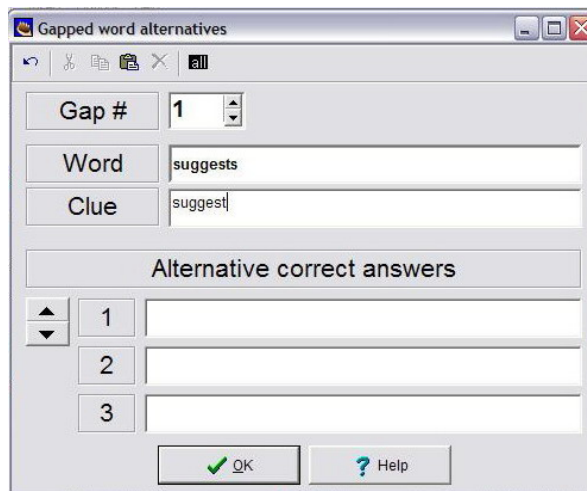 Gapped word alternatives
all
Gap # 1
Word suggests
Clue suggest
Alternative correct answers
1
2
3
OK ? Help